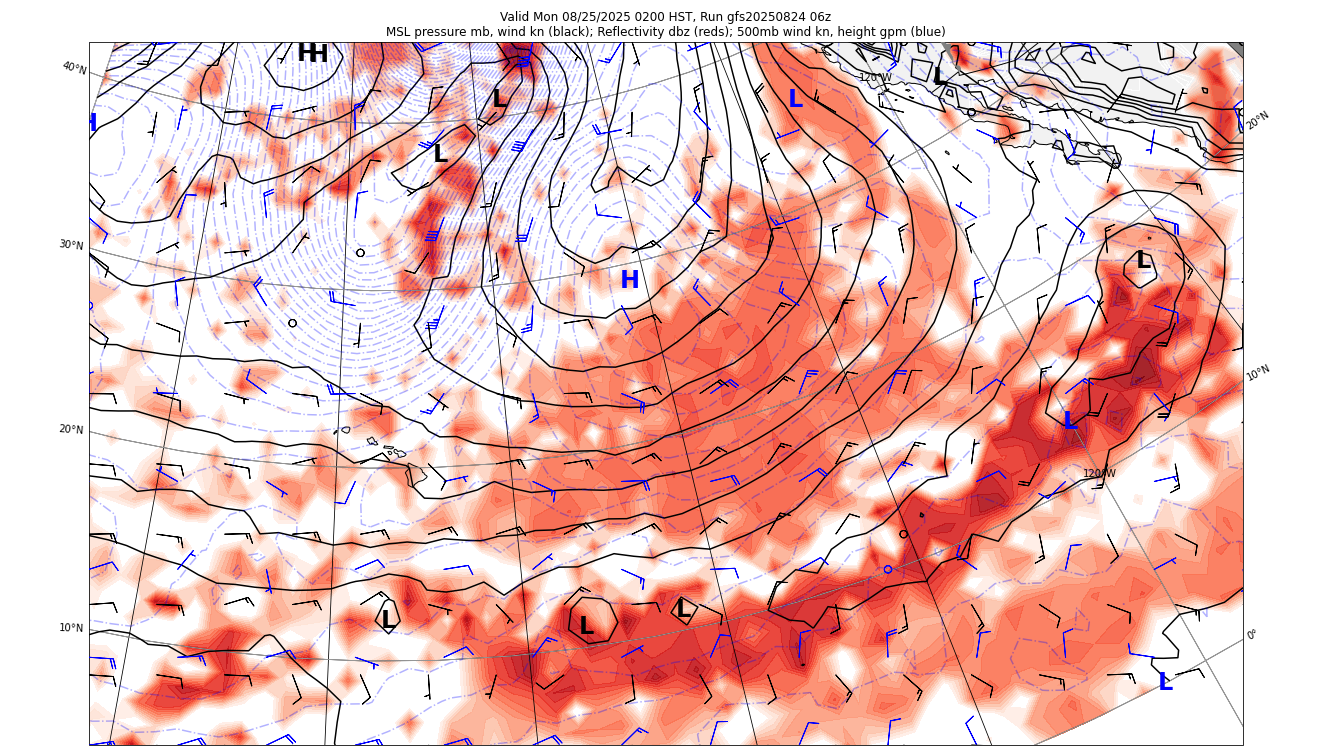 Valid Mon 08/25/2025 0200 HST, Run gfs20250824 06z
MSL pressure mb, wind kn (black); Reflectivity dbz (reds); 500mb wind kn, height gpm (blue)
HH
40°N
120°W
L
L
L
H
20°N
L
30°N
L
H
10°N
20°N
L
120°W
10°N
L
L
L
0°
L